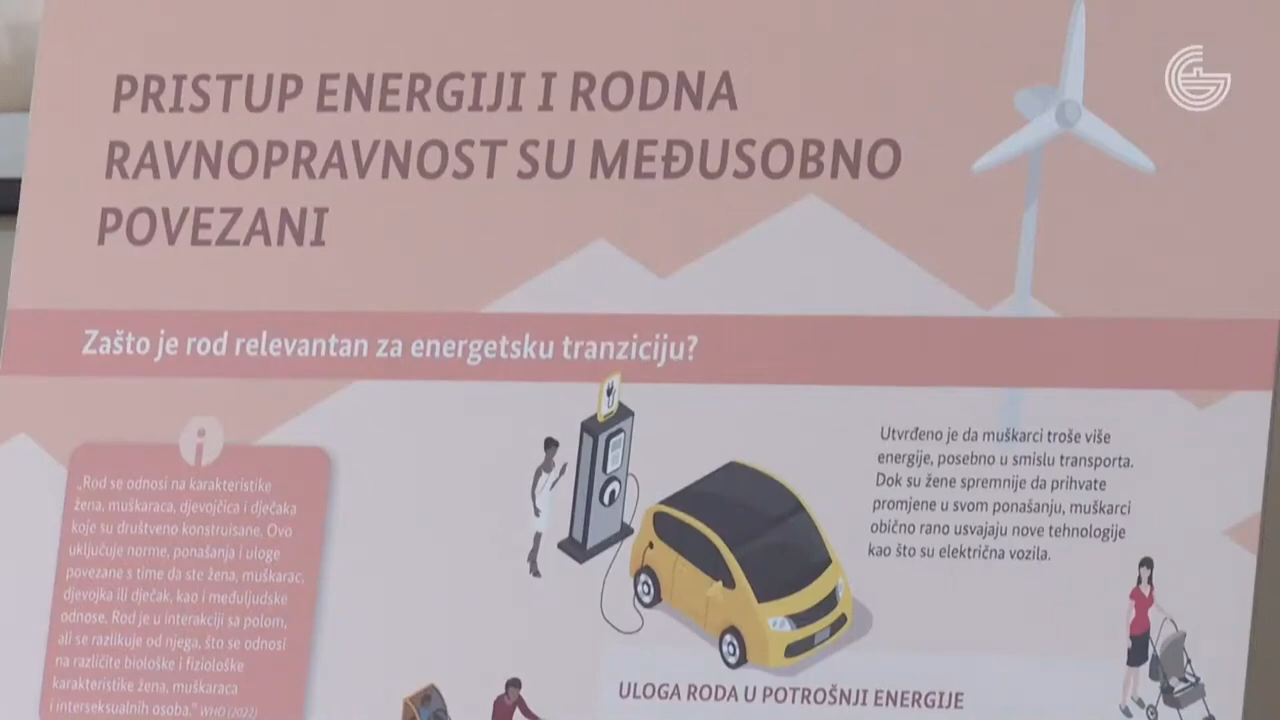 PRISTUP ENERGIJI I RODNA
RAVNOPRAVNOST SU MEĐUSOBNO
POVEZANI
Zašto je rod relevantan za energetsku tranziciju?
„Rod se odnosi na karakteristike
žena, muškaraca, djevojčica i dječaka
koje su društveno konstruisane. Ovo
uključuje norme, ponašanja i uloge
povezane s time da ste žena, muškarac,
djevojka ili dječak, kao i međuljudske
odnose. Rod je u interakciji sa polom,
ali se razlikuje od njega, što se odnosi
na različite biološke i fiziološke
karakteristike žena, muškaraca
i interseksualnih osoba.“ WHO (2022)
Utvrđeno je da muškarci troše više
energije, posebno u smislu transporta.
Dok su žene spremnije da prihvate
promjene u svom ponašanju, muškarci
obično rano usvajaju nove tehnologije
kao što su električna vozila.
ULOGA RODA U POTROŠNJI ENERGIJE